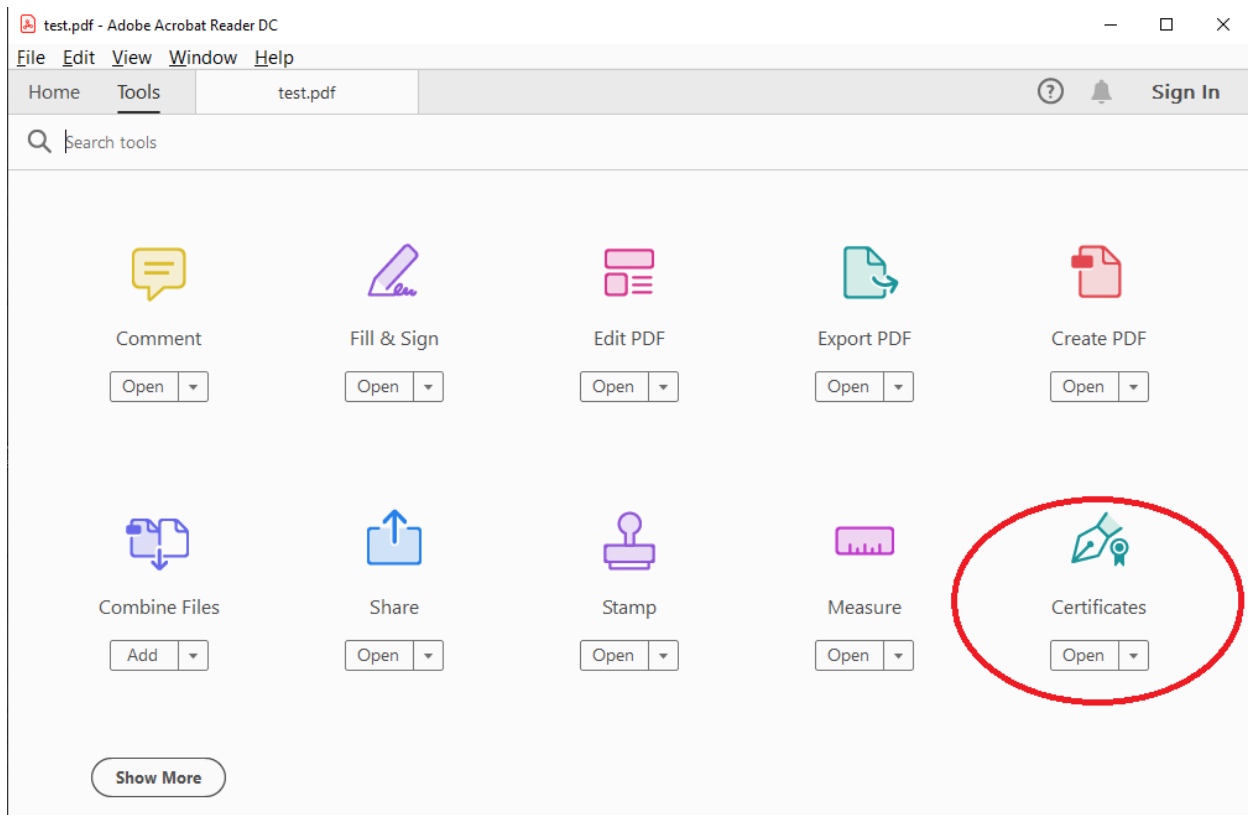 test.pdf - Adobe Acrobat Reader DC
File Edit View Window Help
Home Tools test.pdf ? Sign In
Search tools
Comment Fill & Sign Edit PDF Export PDF Create PDF
Open Open Open Open Open
Combine Files Share Stamp Measure Certificates
Add Open Open Open Open
Show More